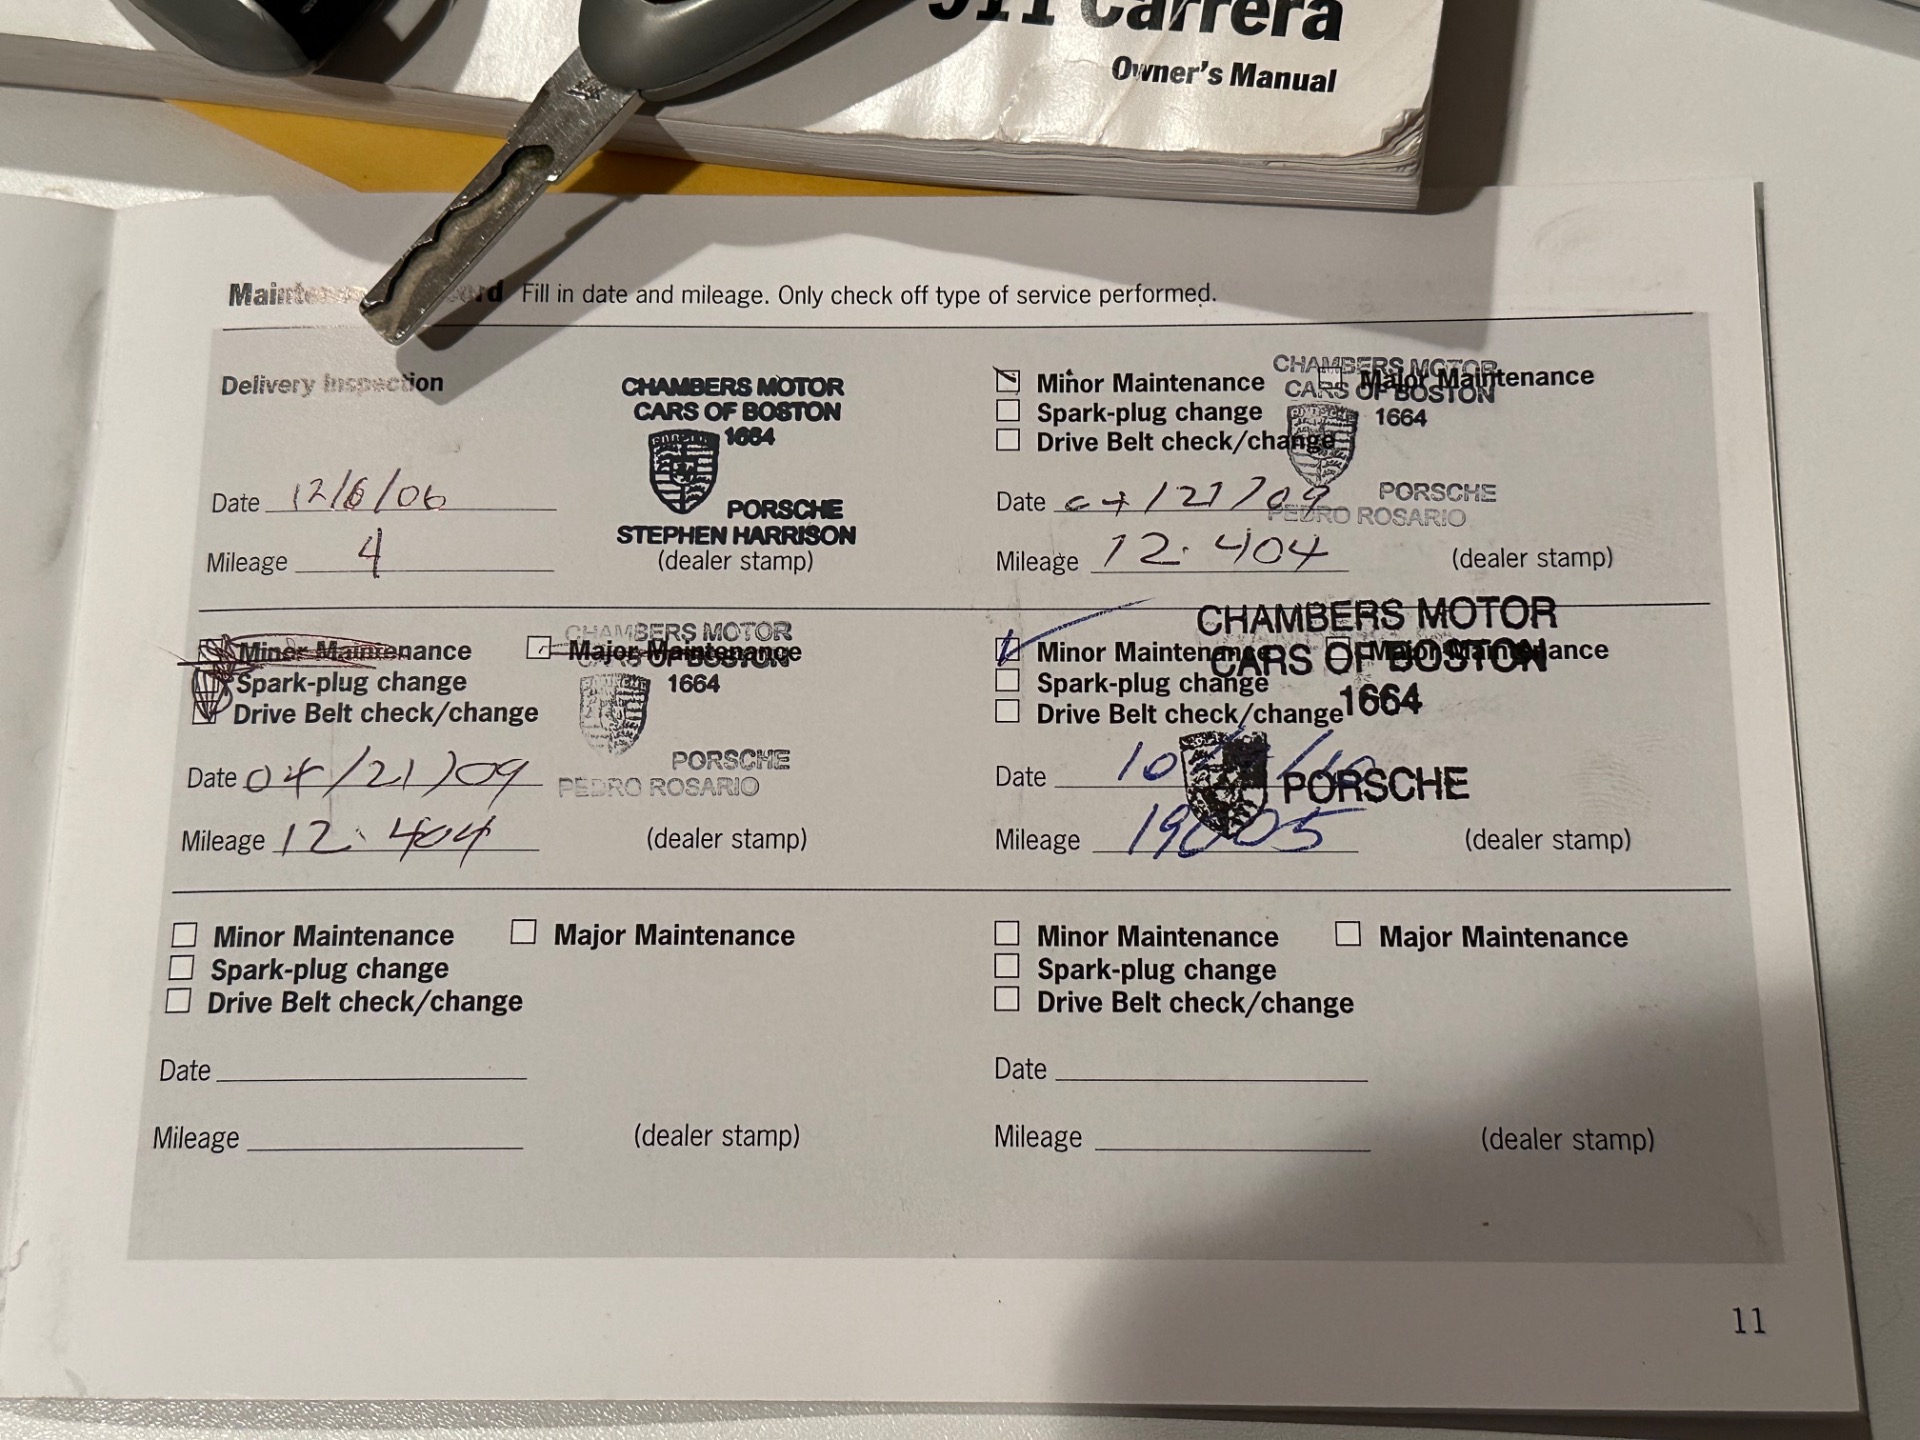 911 Carrera
Owner's Manual
Fill in date and mileage. Only check off type of service performed.
Delivery Inspection
CHAMBERS MOTOR
CARS OF BOSTON
1664
PORSCHE
STEPHEN HARRISON
(dealer stamp)
Date 12/6/06
Mileage 4
Minor Maintenance
Major Maintenance
Spark-plug change
Drive Belt check/change
CHAMBERS MOTOR
CARS OF BOSTON
1664
PORSCHE
PEDRO ROSARIO
Date 04/21/09
Mileage 12.404
(dealer stamp)
Minor Maintenance
Major Maintenance
Spark-plug change
Drive Belt check/change
CHAMBERS MOTOR
CARS OF BOSTON
1664
PORSCHE
PEDRO ROSARIO
Date 04/21/09
Mileage 12.404
(dealer stamp)
Minor Maintenance
Major Maintenance
Spark-plug change
Drive Belt check/change
CHAMBERS MOTOR
CARS OF BOSTON
1664
PORSCHE
Date
Mileage 19005
(dealer stamp)
Minor Maintenance
Major Maintenance
Spark-plug change
Drive Belt check/change
Date
Mileage
(dealer stamp)
Minor Maintenance
Major Maintenance
Spark-plug change
Drive Belt check/change
Date
Mileage
(dealer stamp)
11